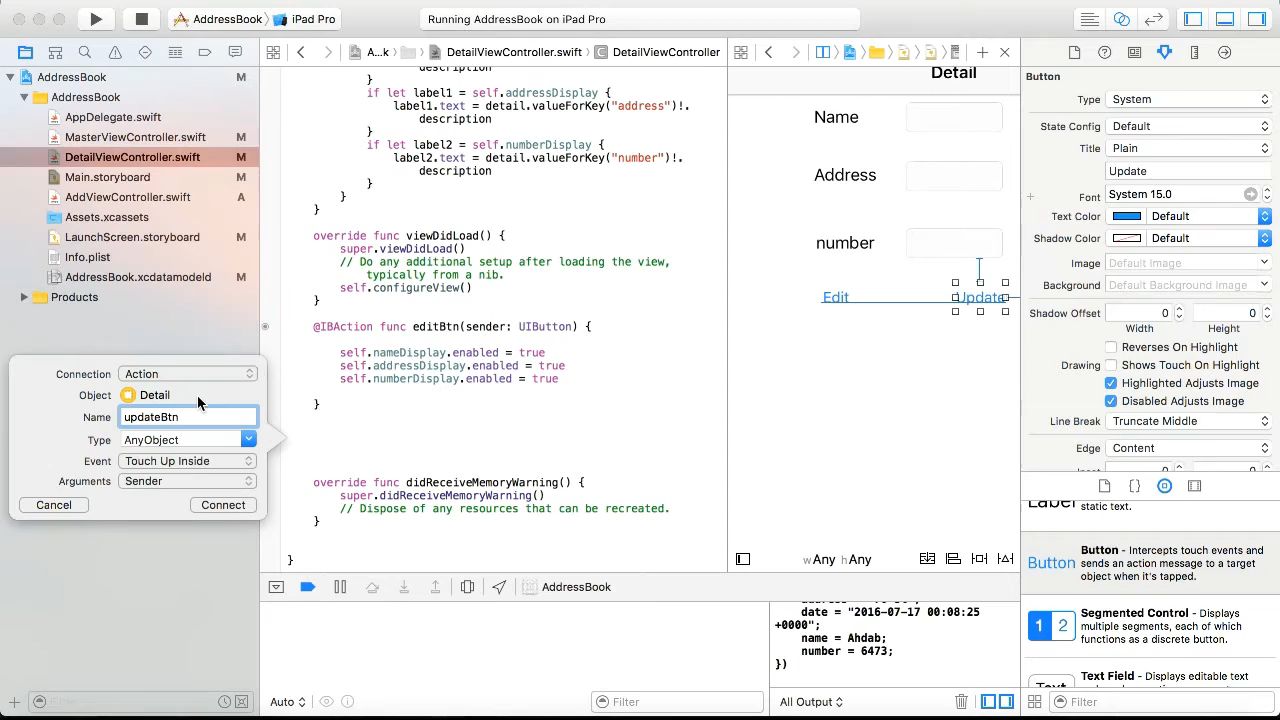 AddressBook
iPad Pro
Running AddressBook on iPad Pro
A...k
DetailViewController.swift
DetailViewController
AddressBook M
AddressBook
AppDelegate.swift
MasterViewController.swift M
DetailViewController.swift M
Main.storyboard M
AddViewController.swift A
Assets.xcassets
LaunchScreen.storyboard M
Info.plist
AddressBook.xcdatamodeld M
Products
Connection Action
Object Detail
Name updateBtn
Type AnyObject
Event Touch Up Inside
Arguments Sender
Cancel Connect
Filter
description
}
if let label1 = self.addressDisplay {
label1.text = detail.valueForKey("address")!.
description
}
if let label2 = self.numberDisplay {
label2.text = detail.valueForKey("number")!.
description
}
}
}
override func viewDidLoad() {
super.viewDidLoad()
// Do any additional setup after loading the view,
typically from a nib.
self.configureView()
}
@IBAction func editBtn(sender: UIButton) {
self.nameDisplay.enabled = true
self.addressDisplay.enabled = true
self.numberDisplay.enabled = true
}
override func didReceiveMemoryWarning() {
super.didReceiveMemoryWarning()
// Dispose of any resources that can be recreated.
}
}
AddressBook
Auto
Filter
Detail
Name
Address
number
Edit Update
wAny hAny
date = "2016-07-17 00:08:25
+0000";
name = Ahdab;
number = 6473;
})
All Output
Button
Type System
State Config Default
Title Plain
Update
Font System 15.0
Text Color Default
Shadow Color Default
Image Default Image
Background Default Background Image
Shadow Offset 0 0
Width Height
Reverses On Highlight
Drawing Shows Touch On Highlight
Highlighted Adjusts Image
Disabled Adjusts Image
Line Break Truncate Middle
Edge Content
Label static text.
Button Button - Intercepts touch events and
sends an action message to a target
object when it's tapped.
1 2 Segmented Control - Displays
multiple segments, each of which
functions as a discrete button.
Text Text Field - Displays editable text
Filter